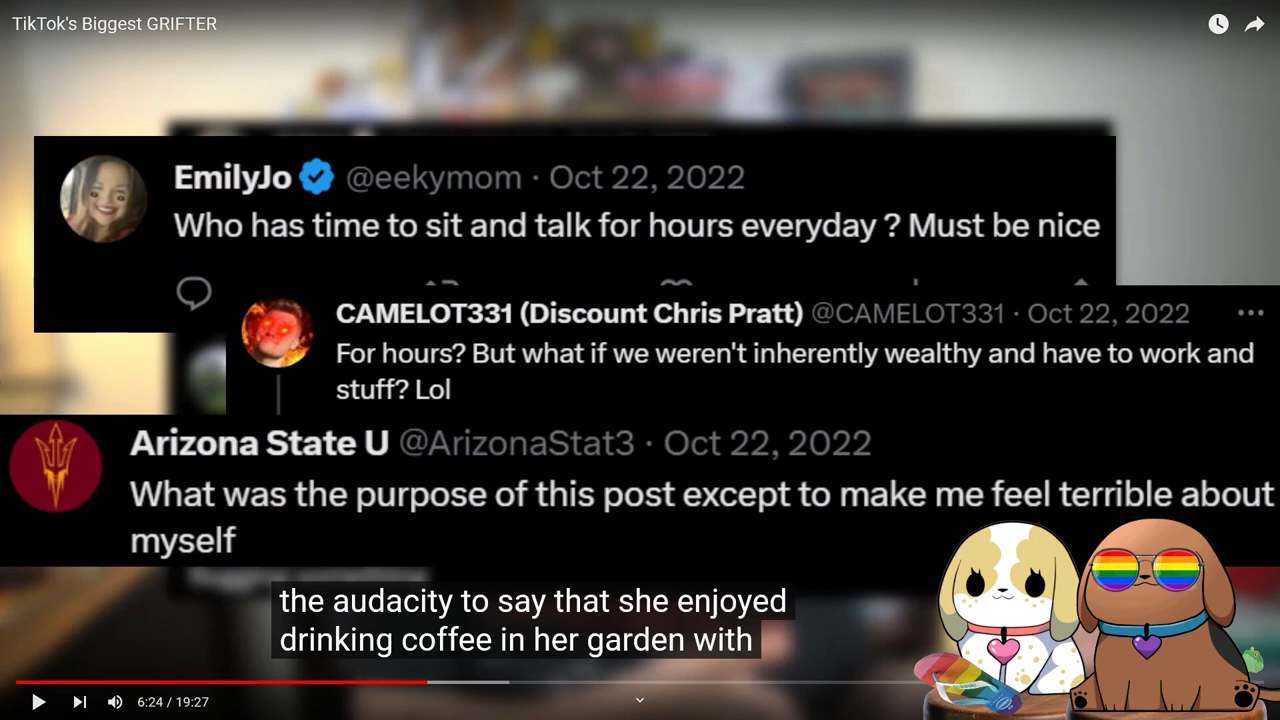 TikTok's Biggest GRIFTER
EmilyJo @eekymom · Oct 22, 2022
Who has time to sit and talk for hours everyday ? Must be nice
CAMELOT331 (Discount Chris Pratt) @CAMELOT331 · Oct 22, 2022 ···
For hours? But what if we weren't inherently wealthy and have to work and
stuff? Lol
Arizona State U @ArizonaStat3 · Oct 22, 2022
What was the purpose of this post except to make me feel terrible about
myself
the audacity to say that she enjoyed
drinking coffee in her garden with
6:24 / 19:27